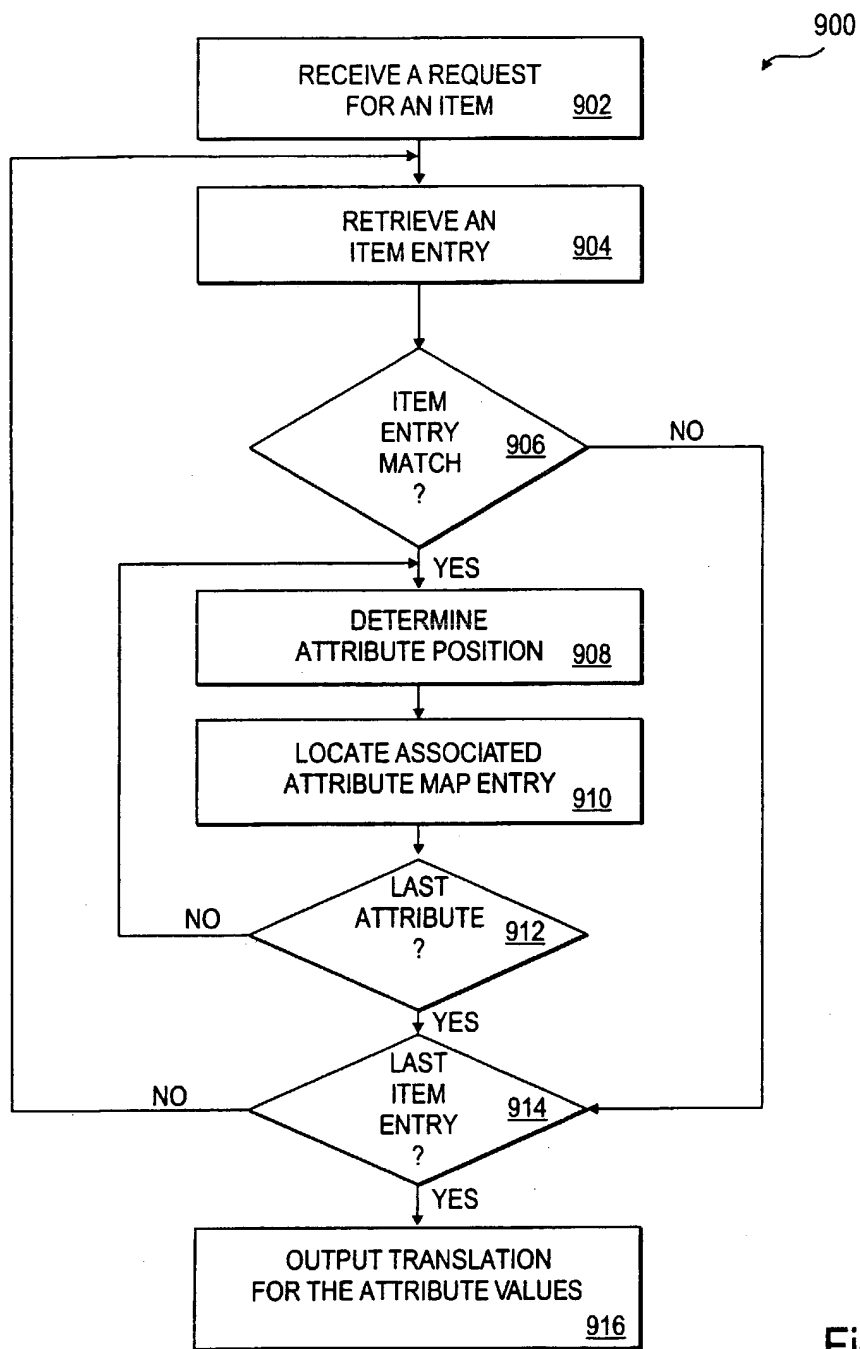 900
RECEIVE A REQUEST
FOR AN ITEM
902
RETRIEVE AN
ITEM ENTRY
904
ITEM
ENTRY
MATCH
?
906
NO
YES
DETERMINE
ATTRIBUTE POSITION
908
LOCATE ASSOCIATED
ATTRIBUTE MAP ENTRY
910
LAST
ATTRIBUTE
?
912
NO
YES
LAST
ITEM
ENTRY
?
914
NO
YES
OUTPUT TRANSLATION
FOR THE ATTRIBUTE VALUES
916